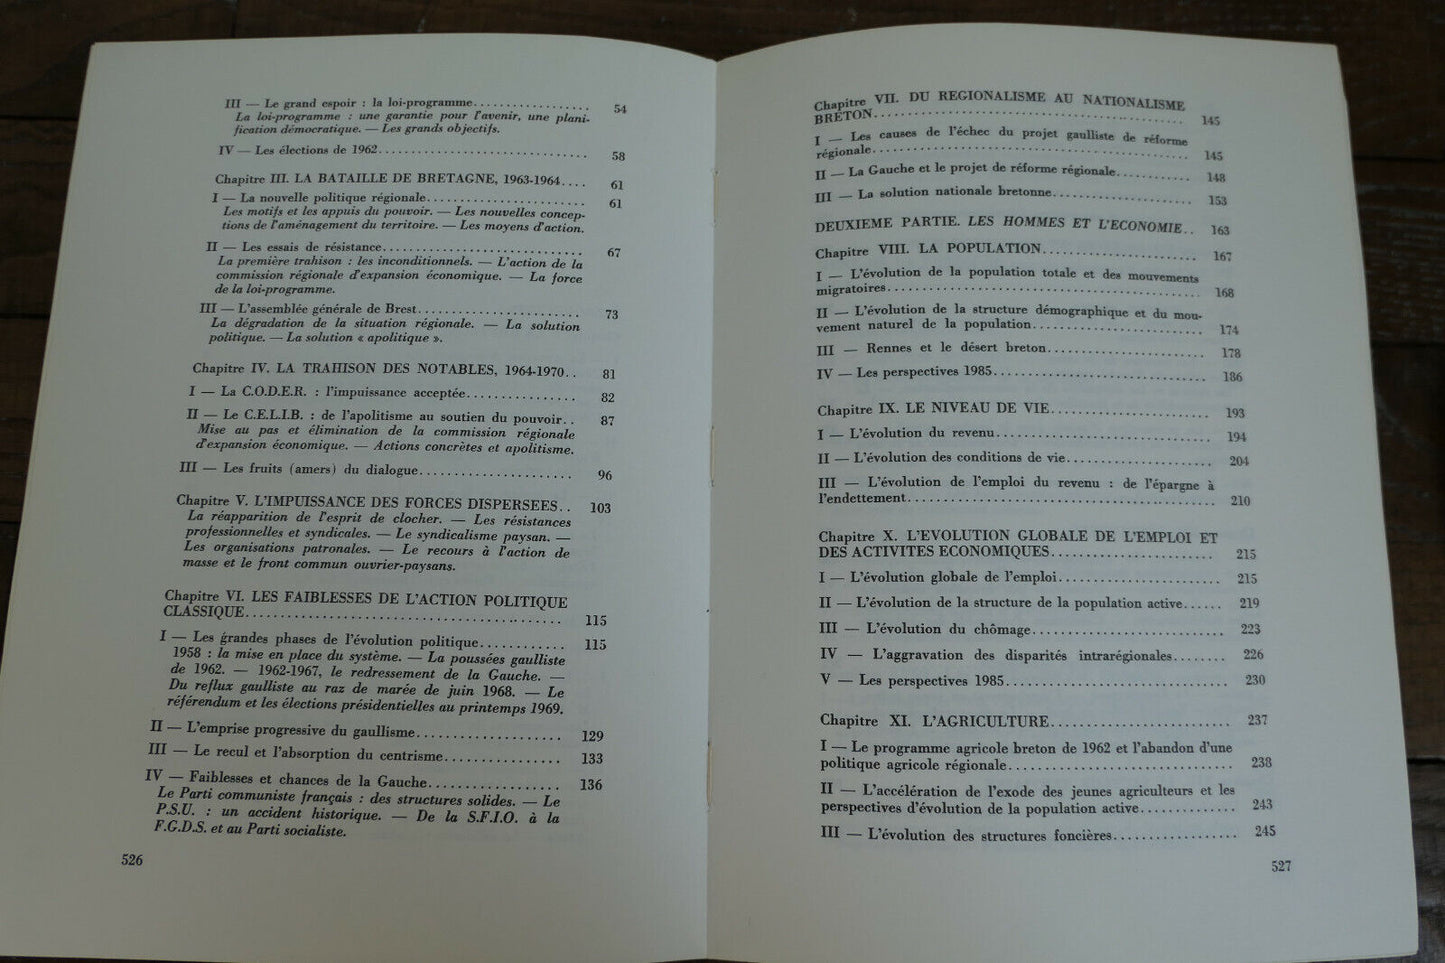 III — Le grand espoir : la loi-programme................. 54
La loi-programme : une garantie pour l'avenir, une plani-
fication démocratique. — Les grands objectifs.
IV — Les élections de 1962.............................. 58
Chapitre III. LA BATAILLE DE BRETAGNE, 1963-1964.... 61
I — La nouvelle politique régionale....................... 61
Les motifs et les appuis du pouvoir. — Les nouvelles concep-
tions de l'aménagement du territoire. — Les moyens d'action.
II — Les essais de résistance............................. 67
La première trahison : les inconditionnels. — L'action de la
commission régionale d'expansion économique. — La force
de la loi-programme.
III — L'assemblée générale de Brest....................... 73
La dégradation de la situation régionale. — La solution
politique. — La solution « apolitique ».
Chapitre IV. LA TRAHISON DES NOTABLES, 1964-1970.. 81
I — La C.O.D.E.R. : l'impuissance acceptée................ 82
II — Le C.E.L.I.B. : de l'apolitisme au soutien du pouvoir.. 87
Mise au pas et élimination de la commission régionale
d'expansion économique. — Actions concrètes et apolitisme.
III — Les fruits (amers) du dialogue...................... 96
Chapitre V. L'IMPUISSANCE DES FORCES DISPERSEES.. 103
La réapparition de l'esprit de clocher. — Les résistances
professionnelles et syndicales. — Le syndicalisme paysan. —
Les organisations patronales. — Le recours à l'action de
masse et le front commun ouvrier-paysans.
Chapitre VI. LES FAIBLESSES DE L'ACTION POLITIQUE
CLASSIQUE............................................ 115
I — Les grandes phases de l'évolution politique............ 115
1958 : la mise en place du système. — La poussées gaulliste
de 1962. — 1962-1967, le redressement de la Gauche. —
Du reflux gaulliste au raz de marée de juin 1968. — Le
référendum et les élections présidentielles au printemps 1969.
II — L'emprise progressive du gaullisme.................... 129
III — Le recul et l'absorption du centrisme................ 133
IV — Faiblesses et chances de la Gauche.................. 136
Le Parti communiste français : des structures solides. — Le
P.S.U. : un accident historique. — De la S.F.I.O. à la
F.G.D.S. et au Parti socialiste.
526
Chapitre VII. DU REGIONALISME AU NATIONALISME
BRETON............................................... 145
I — Les causes de l'échec du projet gaulliste de réforme
régionale................................................ 145
II — La Gauche et le projet de réforme régionale........... 148
III — La solution nationale bretonne...................... 153
DEUXIEME PARTIE. LES HOMMES ET L'ECONOMIE.. 163
Chapitre VIII. LA POPULATION....................... 167
I — L'évolution de la population totale et des mouvements
migratoires.............................................. 168
II — L'évolution de la structure démographique et du mou-
vement naturel de la population......................... 174
III — Rennes et le désert breton....................... 178
IV — Les perspectives 1985............................... 186
Chapitre IX. LE NIVEAU DE VIE....................... 193
I — L'évolution du revenu................................ 194
II — L'évolution des conditions de vie.................... 204
III — L'évolution de l'emploi du revenu : de l'épargne à
l'endettement............................................ 210
Chapitre X. L'EVOLUTION GLOBALE DE L'EMPLOI ET
DES ACTIVITES ECONOMIQUES....................... 215
I — L'évolution globale de l'emploi....................... 215
II — L'évolution de la structure de la population active...... 219
III — L'évolution du chômage........................... 223
IV — L'aggravation des disparités intrarégionales........ 226
V — Les perspectives 1985............................... 230
Chapitre XI. L'AGRICULTURE......................... 237
I — Le programme agricole breton de 1962 et l'abandon d'une
politique agricole régionale............................... 238
II — L'accélération de l'exode des jeunes agriculteurs et les
perspectives d'évolution de la population active............. 243
III — L'évolution des structures foncières................. 245
527